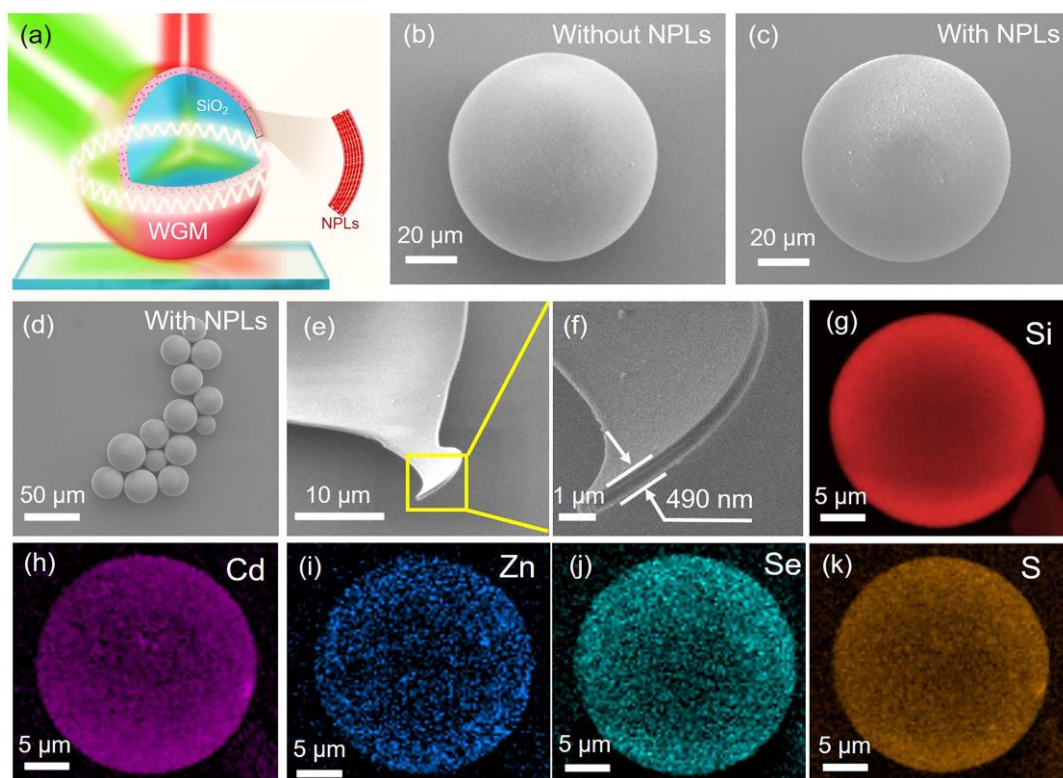 (a)
SiO₂
WGM
NPLs
(b)
Without NPLs
20 μm
(c)
With NPLs
20 μm
(d)
With NPLs
50 μm
(e)
10 μm
(f)
1 μm
490 nm
(g)
Si
5 μm
(h)
Cd
5 μm
(i)
Zn
5 μm
(j)
Se
5 μm
(k)
S
5 μm